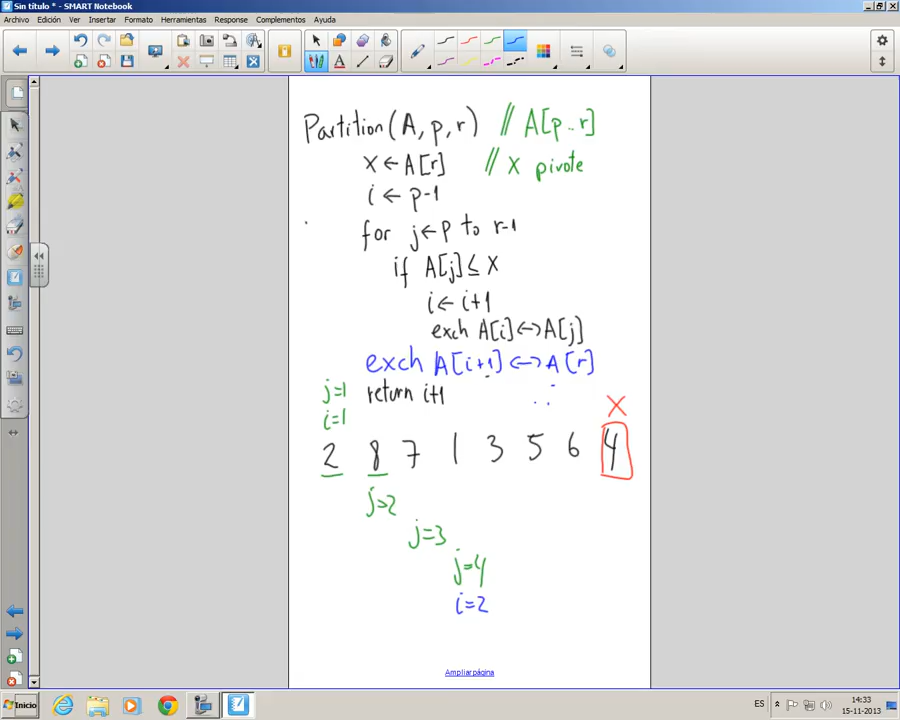 Sin título * - SMART Notebook
Archivo Edición Ver Insertar Formato Herramientas Response Complementos Ayuda
Partition(A, p, r) // A[p..r]
x ← A[r] // X pivote
i ← p-1
for j ← p to r-1
if A[j] ≤ X
i ← i+1
exch A[i] ↔ A[j]
exch A[i+1] ↔ A[r]
return i+1
j=1
i=1
X
2 8 7 1 3 5 6 4
j=2
j=3
j=4
i=2
Ampliar página
Inicio
ES
14:33
15-11-2013